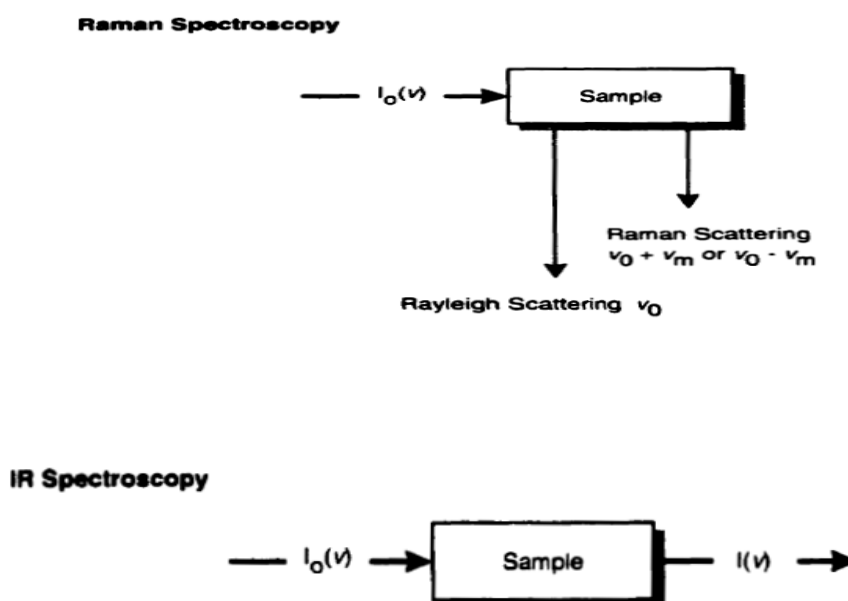 Raman Spectroscopy
I₀(ν)
Sample
Raman Scattering
ν₀ + νₘ or ν₀ - νₘ
Rayleigh Scattering ν₀
IR Spectroscopy
I₀(ν)
Sample
I(ν)